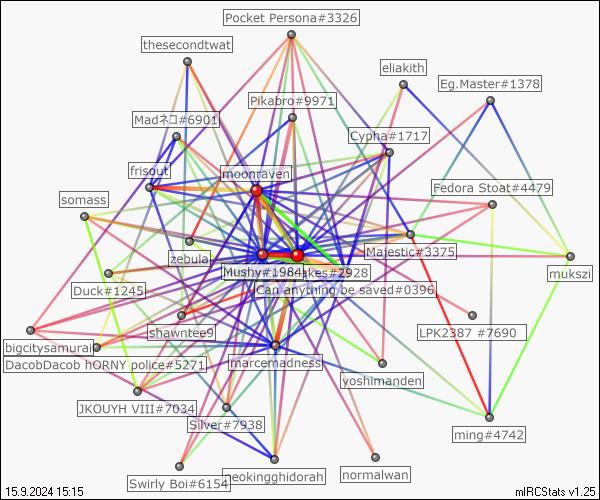 Pocket Persona#3326
thesecondtwat
eliakith
Eg.Master#1378
Pikabro#9971
Madネコ#6901
Cypha#1717
frisout
moonraven
Fedora Stoat#4479
somass
zebula
Majestic#3375
Mushy#1984
akes#2928
mukszi
Duck#1245
Can anything be saved#0396
shawntee9
LPK2387 #7690
bigcitysamurai
marcemadness
DacobDacob hORNY police#5271
yoshimanden
JKOUYH VIII#7034
Silver#7938
ming#4742
Swirly Boi#6154
neokingghidorah
normalwan
15.9.2024 15:15
mIRCStats v1.25